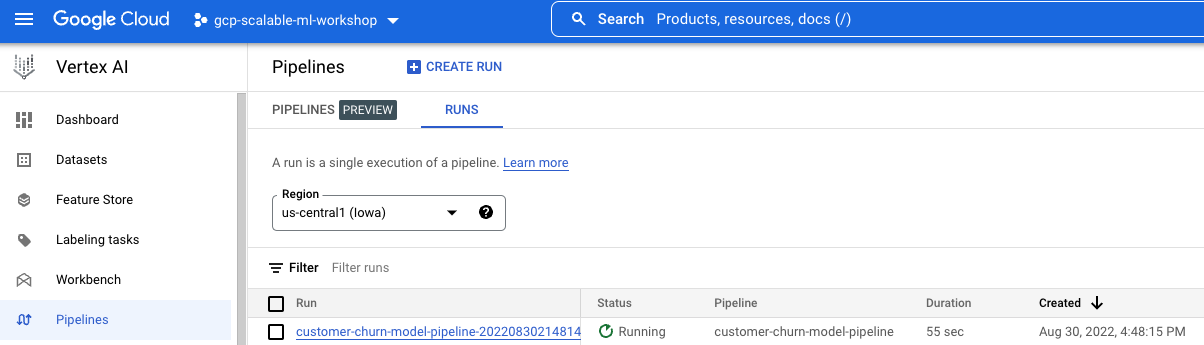 Google Cloud gcp-scalable-ml-workshop Search Products, resources, docs (/)
Vertex AI Pipelines CREATE RUN
PIPELINES PREVIEW RUNS
Dashboard
Datasets A run is a single execution of a pipeline. Learn more
Feature Store Region
us-central1 (Iowa)
Labeling tasks
Workbench Filter Filter runs
Run Status Pipeline Duration Created
Pipelines
customer-churn-model-pipeline-20220830214814 Running customer-churn-model-pipeline 55 sec Aug 30, 2022, 4:48:15 PM